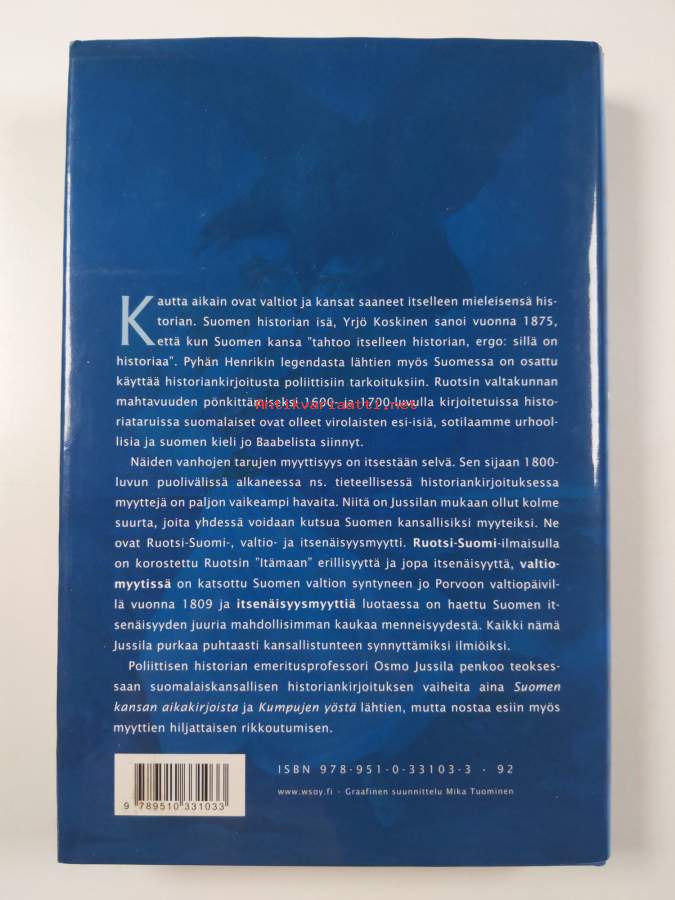 Kautta aikain ovat valtiot ja kansat saaneet itselleen mieleisensä his-
torian. Suomen historian isä, Yrjö Koskinen sanoi vuonna 1875,
että kun Suomen kansa "tahtoo itselleen historian, ergo: sillä on
historiaa". Pyhän Henrikin legendasta lähtien myös Suomessa on osattu
käyttää historiankirjoitusta poliittisiin tarkoituksiin. Ruotsin valtakunnan
mahtavuuden pönkittämiseksi 1600- ja 1700-luvulla kirjoitetuissa histo-
Antikvariaatti.net
riataruissa suomalaiset ovat olleet virolaisten esi-isiä, sotilaamme urhool-
lisia ja suomen kieli jo Baabelista siinnyt.
Näiden vanhojen tarujen myyttisyys on itsestään selvä. Sen sijaan 1800-
luvun puolivälissä alkaneessa ns. tieteellisessä historiankirjoituksessa
myyttejä on paljon vaikeampi havaita. Niitä on Jussilan mukaan ollut kolme
suurta, joita yhdessä voidaan kutsua Suomen kansallisiksi myyteiksi. Ne
ovat Ruotsi-Suomi-, valtio- ja itsenäisyysmyytti. Ruotsi-Suomi-ilmaisulla
on korostettu Ruotsin "Itämaan" erillisyyttä ja jopa itsenäisyyttä, valtio-
myytissä on katsottu Suomen valtion syntyneen jo Porvoon valtiopäivil-
lä vuonna 1809 ja itsenäisyysmyyttiä luotaessa on haettu Suomen it-
senäisyyden juuria mahdollisimman kaukaa menneisyydestä. Kaikki nämä
Jussila purkaa puhtaasti kansallistunteen synnyttämiksi ilmiöiksi.
Poliittisen historian emeritusprofessori Osmo Jussila penkoo teokses-
saan suomalaiskansallisen historiankirjoituksen vaiheita aina Suomen
kansan aikakirjoista ja Kumpujen yöstä lähtien, mutta nostaa esiin myös
myyttien hiljattaisen rikkoutumisen.
ISBN 978-951-0-33103-3 · 92
www.wsoy.fi · Graafinen suunnittelu Mika Tuominen
9 789510 331033